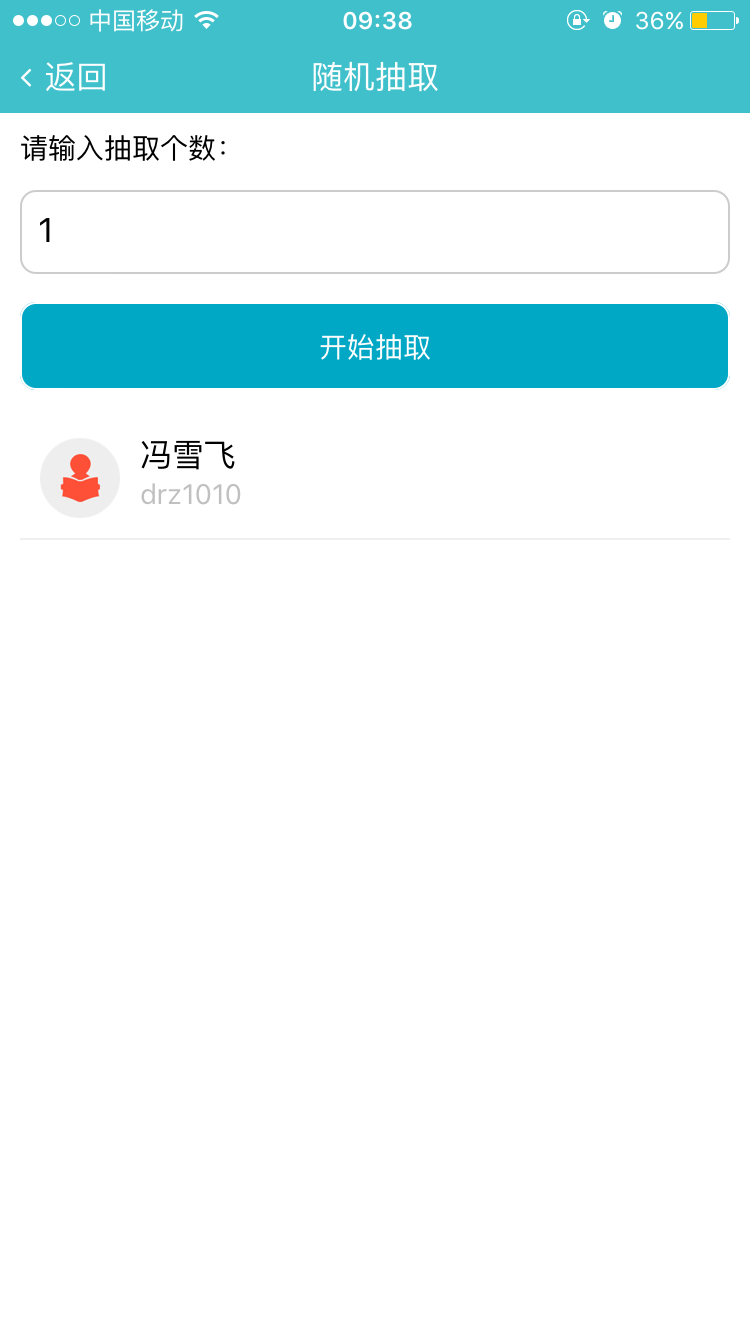 中国移动 09:38 36%
返回 随机抽取
请输入抽取个数：
1
开始抽取
冯雪飞
drz1010